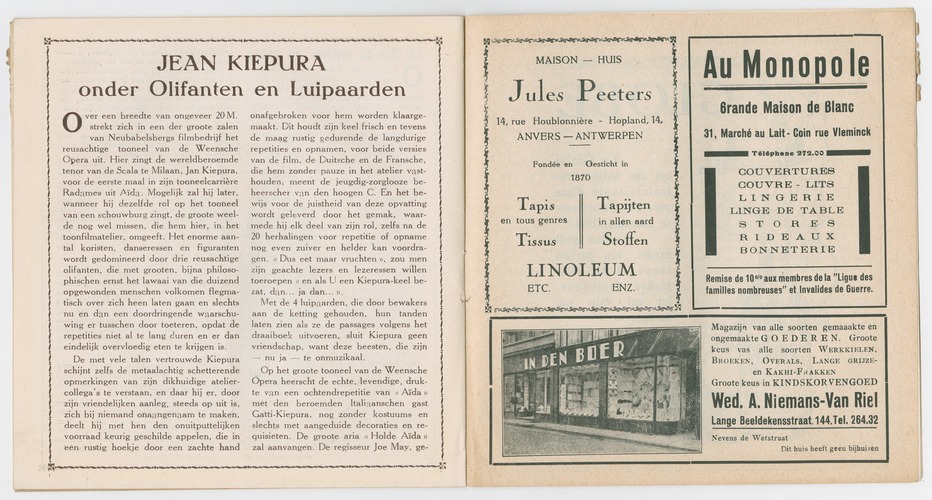 JEAN KIEPURA
onder Olifanten en Luipaarden
Over een breedte van ongeveer 20 M.
strekt zich in een der groote zalen
van Neubabelsbergs filmbedrijf het
reusachtige tooneel van de Weensche
Opera uit. Hier zingt de wereldberoemde
tenor van de Scala te Milaan, Jan Kiepura,
voor de eerste maal in zijn tooneelcarrière
Radamès uit Aïda. Mogelijk zal hij later,
wanneer hij dezelfde rol op het tooneel
van een schouwburg zingt, de groote weel-
de nog wel missen, die hem hier, in het
toonfilmatelier, omgeeft. Het enorme aan-
tal koristen, danseressen en figuranten
wordt gedomineerd door drie reusachtige
olifanten, die met grooten, bijna philoso-
phischen ernst het lawaai van die duizend
opgewonden menschen volkomen flegma-
tisch over zich heen laten gaan en slechts
nu en dan een doordringende waarschu-
wing er tusschen door toeteren, opdat de
repetities niet al te lang duren en er dan
eindelijk overvloedig eten te krijgen is.
De met vele talen vertrouwde Kiepura
schijnt zelfs de metaalachtig schetterende
opmerkingen van zijn dikhuidige atelier-
collega's te verstaan, en daar hij er, door
zijn vriendelijken aanleg, steeds op uit is,
zich bij niemand onaangenaam te maken,
deelt hij met hen den onuitputtelijken
voorraad keurig geschilde appelen, die in
een rustig hoekje door een zachte hand
onafgebroken voor hem worden klaarge-
maakt. Dit houdt zijn keel frisch en tevens
de maag rustig gedurende de langdurige
repetities en opnamen, voor beide versies
van de film, de Duitsche en de Fransche,
die hem zonder pauze in het atelier vast-
houden, meent de jeugdig-zorglooze be-
heerscher van den hoogen C. En het be-
wijs voor de juistheid van deze opvatting
wordt geleverd door het gemak, waar-
mede hij elk deel van zijn rol, zelfs na de
20 herhalingen voor repetitie of opname
nog even zuiver en helder kan voordra-
gen. « Dus eet maar vruchten », zou men
zijn geachte lezers en lezeressen willen
toeroepen « en als U een Kiepura-keel be-
zat, dan... ja dan... ».
Met de 4 luipaarden, die door bewakers
aan de ketting gehouden, hun tanden
laten zien als ze de passages volgens het
draaiboek uitvoeren, sluit Kiepura geen
vriendschap, want deze beesten, die zijn
— nu ja — te onmuzikaal.
Op het groote tooneel van de Weensche
Opera heerscht de echte, levendige, druk-
te van een ochtendrepetitie van « Aïda »
met den beroemden Italiaanschen gast
Gatti-Kiepura, nog zonder kostuums en
slechts met aangeduide decoraties en re-
quisieten. De groote aria « Holde Aïda »
zal aanvangen. De regisseur Joe May, ge-
MAISON — HUIS
Jules Peeters
14, rue Houblonnière - Hopland, 14,
ANVERS — ANTWERPEN
Fondée en Gesticht in
1870
Tapis
en tous genres
Tissus
Tapijten
in allen aard
Stoffen
LINOLEUM
ETC. ENZ.
Au Monopole
Grande Maison de Blanc
31, Marché au Lait - Coin rue Vleminck
Téléphone 272.00
COUVERTURES
COUVRE - LITS
LINGERIE
LINGE DE TABLE
STORES
RIDEAUX
BONNETERIE
Remise de 10% aux membres de la "Ligue des
familles nombreuses" et Invalides de Guerre.
IN DEN BOER
Magazijn van alle soorten gemaaakte en
ongemaakte GOEDEREN. Groote
keus vas alle soorten WERKKIELEN,
BROEKEN, OVERALS, LANGE GRIJZE-
en KAKHI-FRAKKEN
Groote keus in KINDSKORVENGOED
Wed. A. Niemans-Van Riel
Lange Beeldekensstraat 144. Tel. 264.32
Nevens de Wetstraat
Dit huis heeft geen bijhuizen